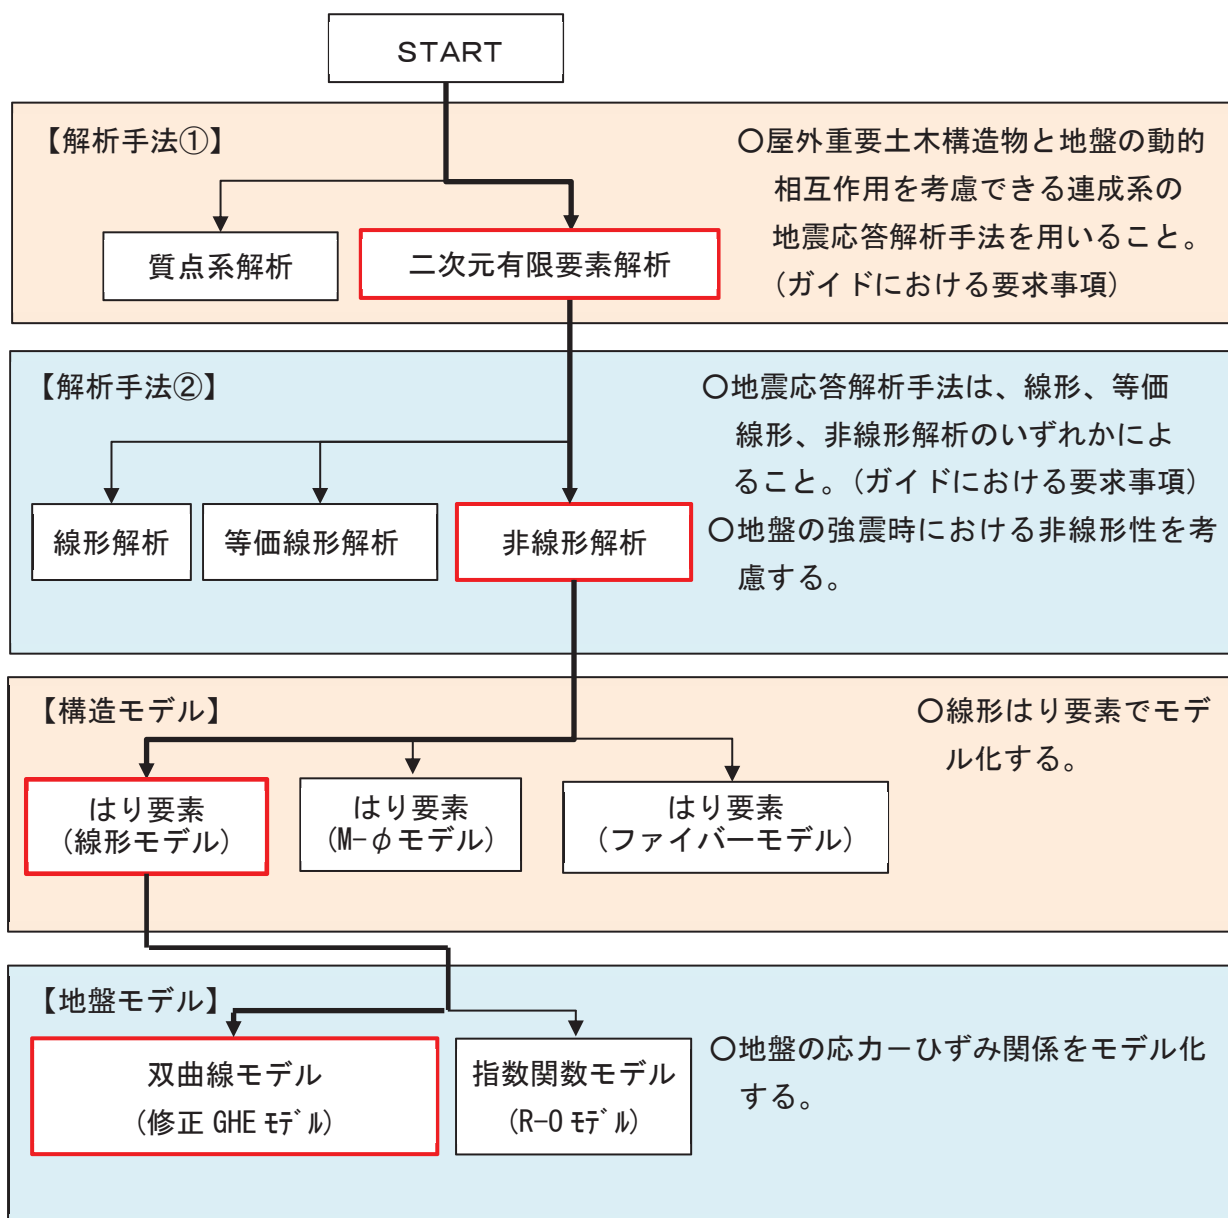 START
【解析手法①】
〇屋外重要土木構造物と地盤の動的
相互作用を考慮できる連成系の
地震応答解析手法を用いること。
(ガイドにおける要求事項)
質点系解析
二次元有限要素解析
【解析手法②】
〇地震応答解析手法は、線形、等価
線形、非線形解析のいずれかによ
ること。(ガイドにおける要求事項)
〇地盤の強震時における非線形性を考
慮する。
線形解析
等価線形解析
非線形解析
【構造モデル】
〇線形はり要素でモデ
ル化する。
はり要素
(線形モデル)
はり要素
(M-φモデル)
はり要素
(ファイバーモデル)
【地盤モデル】
〇地盤の応力ーひずみ関係をモデル化
する。
双曲線モデル
(修正 GHE ﾓﾃﾞﾙ)
指数関数モデル
(R-O ﾓﾃﾞﾙ)